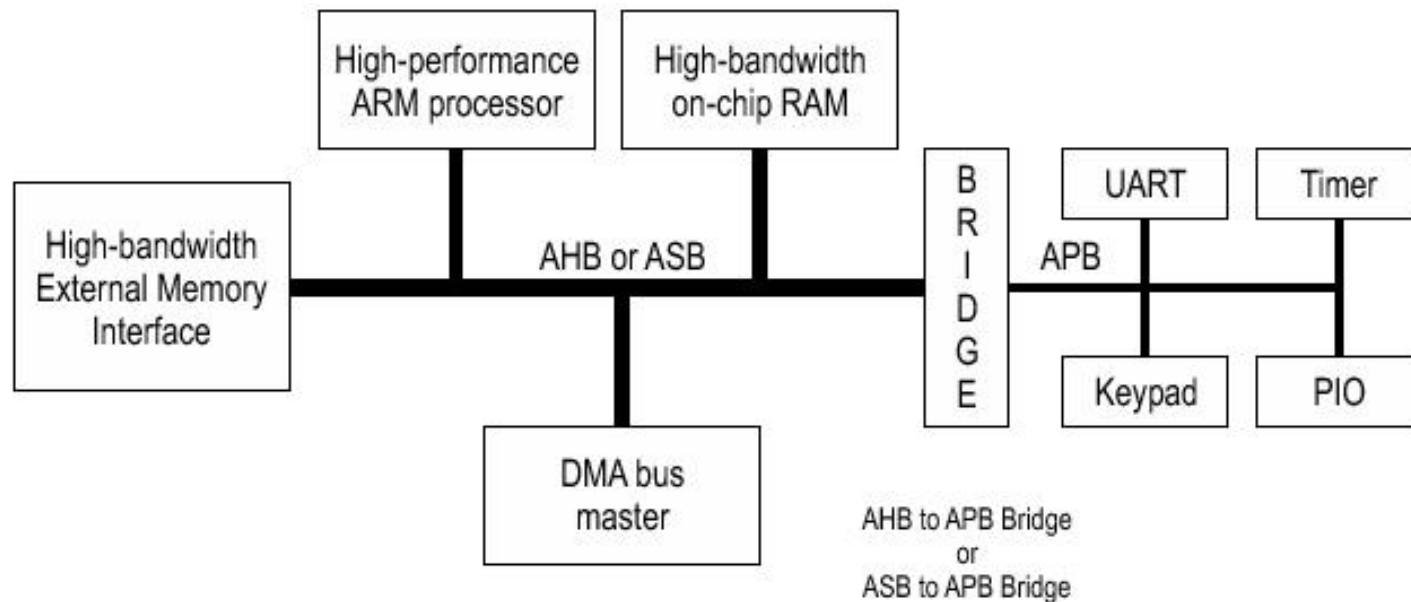 High-performance
ARM processor
High-bandwidth
on-chip RAM
High-bandwidth
External Memory
Interface
AHB or ASB
B
R
I
D
G
E
APB
UART
Timer
Keypad
PIO
DMA bus
master
AHB to APB Bridge
or
ASB to APB Bridge